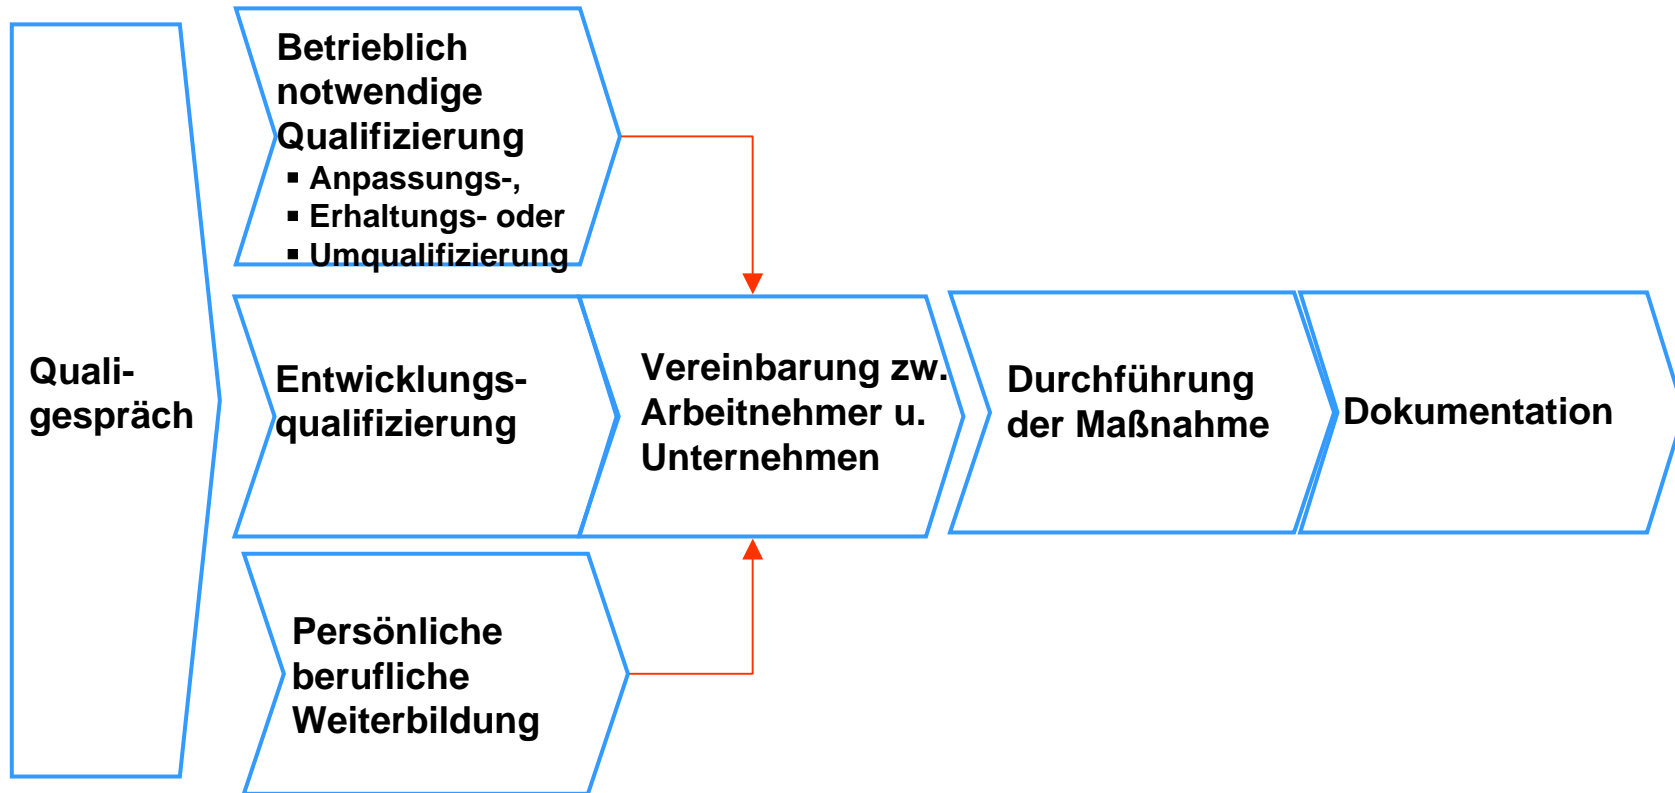 Quali-
gespräch
Betrieblich
notwendige
Qualifizierung
▪ Anpassungs-,
▪ Erhaltungs- oder
▪ Umqualifizierung
Entwicklungs-
qualifizierung
Persönliche
berufliche
Weiterbildung
Vereinbarung zw.
Arbeitnehmer u.
Unternehmen
Durchführung
der Maßnahme
Dokumentation